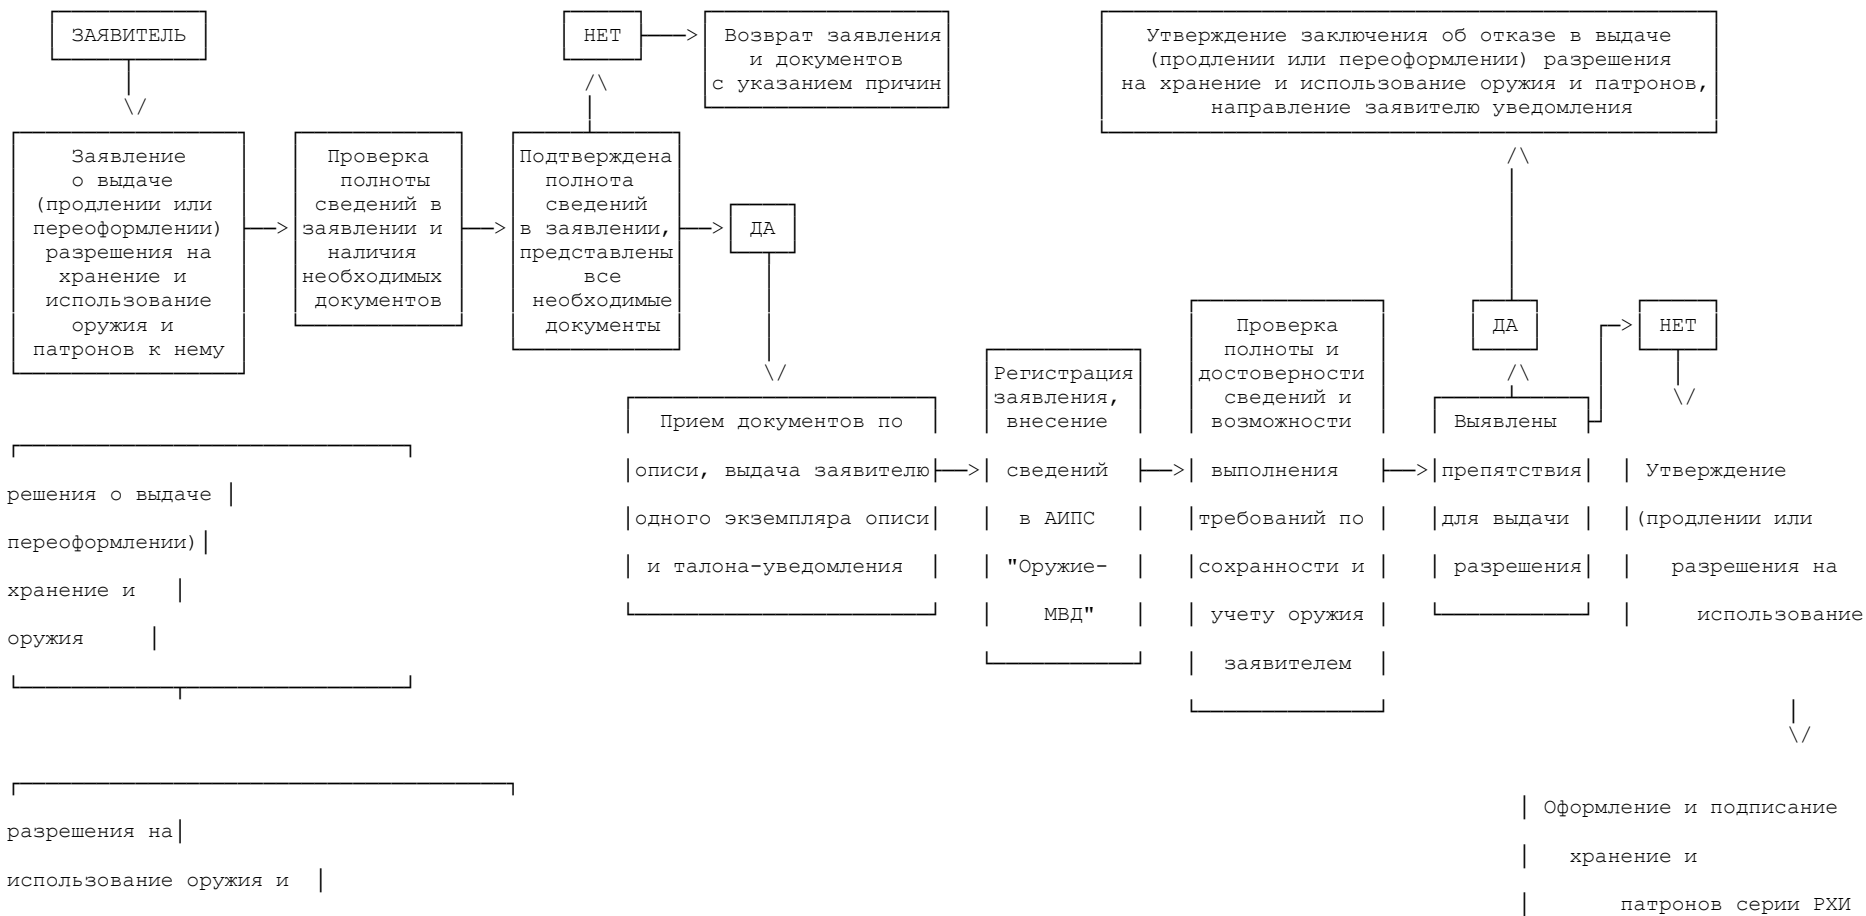 ЗАЯВИТЕЛЬ
НЕТ
Возврат заявления
и документов
с указанием причин
Утверждение заключения об отказе в выдаче
(продлении или переоформлении) разрешения
на хранение и использование оружия и патронов,
направление заявителю уведомления
Заявление
о выдаче
(продлении или
переоформлении)
разрешения на
хранение и
использование
оружия и
патронов к нему
Проверка
полноты
сведений в
заявлении и
наличия
необходимых
документов
Подтверждена
полнота
сведений
в заявлении,
представлены
все
необходимые
документы
ДА
Прием документов по
описи, выдача заявителю
одного экземпляра описи
и талона-уведомления
Регистрация
заявления,
внесение
сведений
в АИПС
"Оружие-
МВД"
Проверка
полноты и
достоверности
сведений и
возможности
выполнения
требований по
сохранности и
учету оружия
заявителем
ДА
НЕТ
Выявлены
препятствия
для выдачи
разрешения
Утверждение
решения о выдаче
(продлении или
переоформлении)
разрешения на
хранение и
использование
оружия
Оформление и подписание
разрешения на
хранение и
использование оружия и
патронов серии РХИ